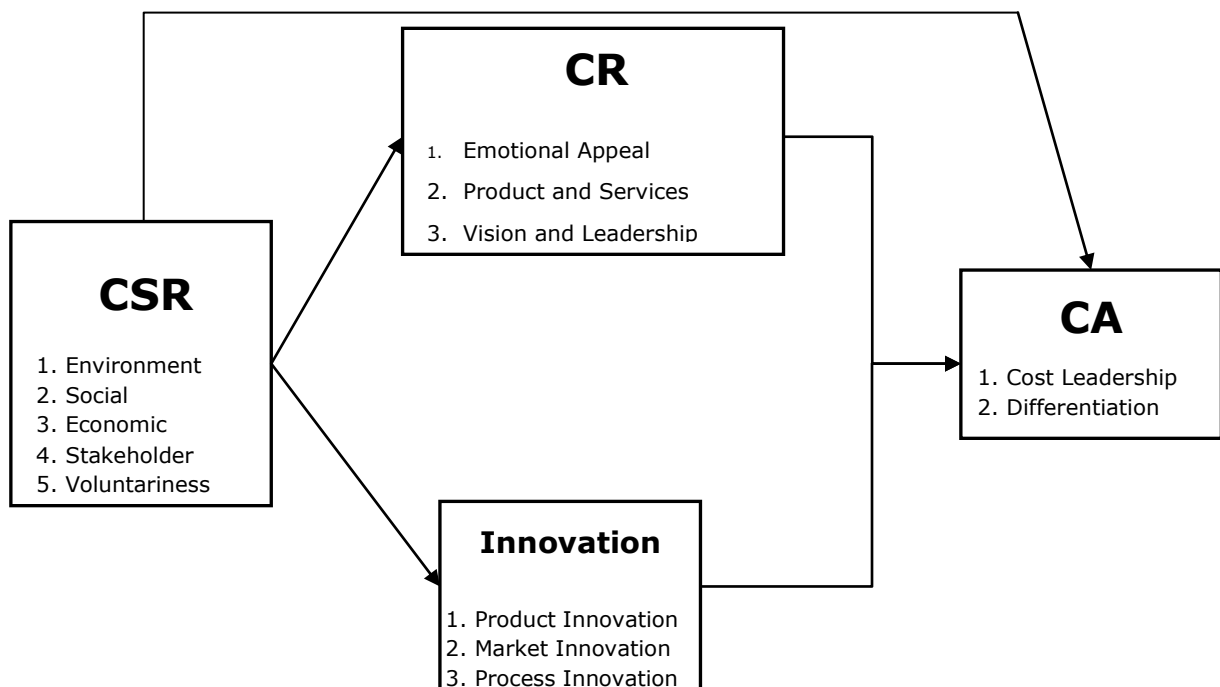 CR
1. Emotional Appeal
2. Product and Services
3. Vision and Leadership
CSR
1. Environment
2. Social
3. Economic
4. Stakeholder
5. Voluntariness
CA
1. Cost Leadership
2. Differentiation
Innovation
1. Product Innovation
2. Market Innovation
3. Process Innovation